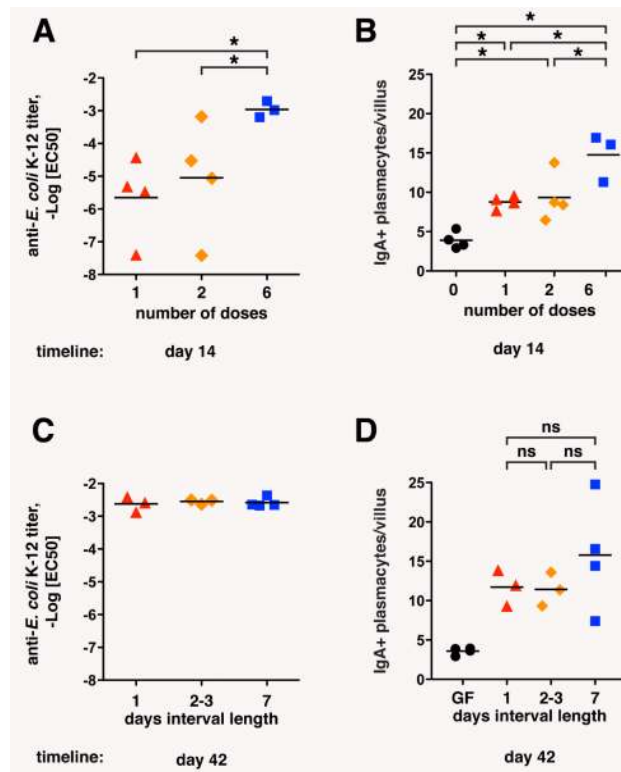 A
*
*
anti-E. coli K-12 titer,
-Log [EC50]
-2
-3
-4
-5
-6
-7
-8
1 2 6
number of doses
timeline: day 14
B
*
* *
* *
IgA+ plasmacytes/villus
25
20
15
10
5
0
0 1 2 6
number of doses
day 14
C
anti-E. coli K-12 titer,
-Log [EC50]
-2
-3
-4
-5
-6
-7
-8
1 2-3 7
days interval length
timeline: day 42
D
ns
ns ns
IgA+ plasmacytes/villus
25
20
15
10
5
0
GF 1 2-3 7
days interval length
day 42